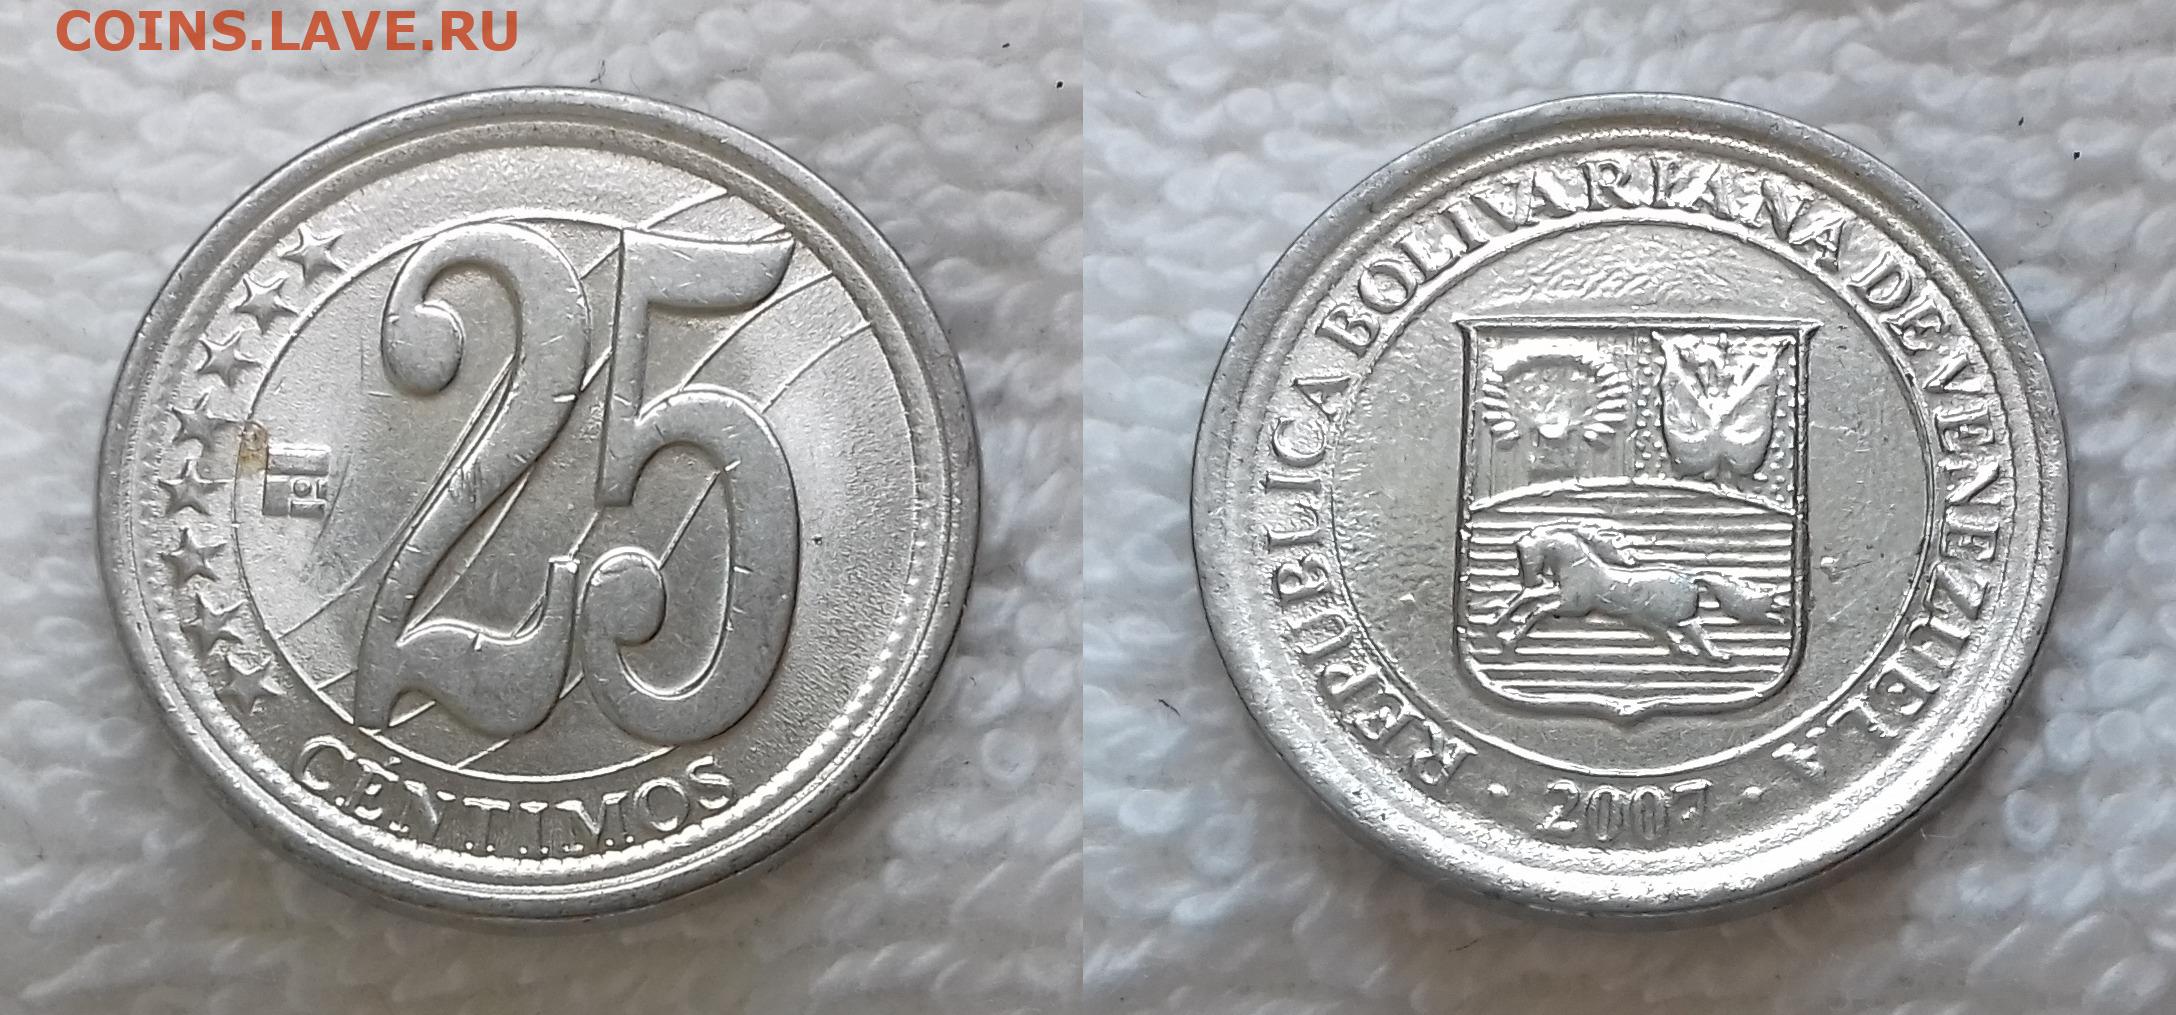 COINS.LAVE.RU
25
CÉNTIMOS
REPUBLICA BOLIVARIANA DE VENEZUELA
· 2007 ·